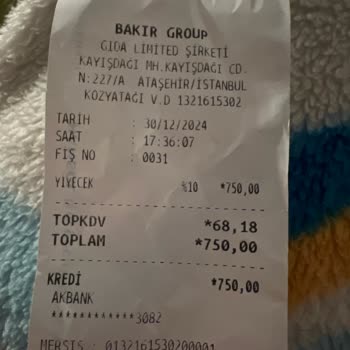 BAKIR GROUP
GIDA LIMITED ŞİRKETİ
KAYIŞDAĞI MH.KAYIŞDAĞI CD.
N:227/A ATAŞEHİR/İSTANBUL
KOZYATAĞI V.D 1321615302
TARİH : 30/12/2024
SAAT : 17:36:07
FİŞ NO : 0031
YİYECEK %10 *750,00
TOPKDV *68,18
TOPLAM *750,00
KREDİ *750,00
AKBANK
************3082
MERSİS : 0132161530200001